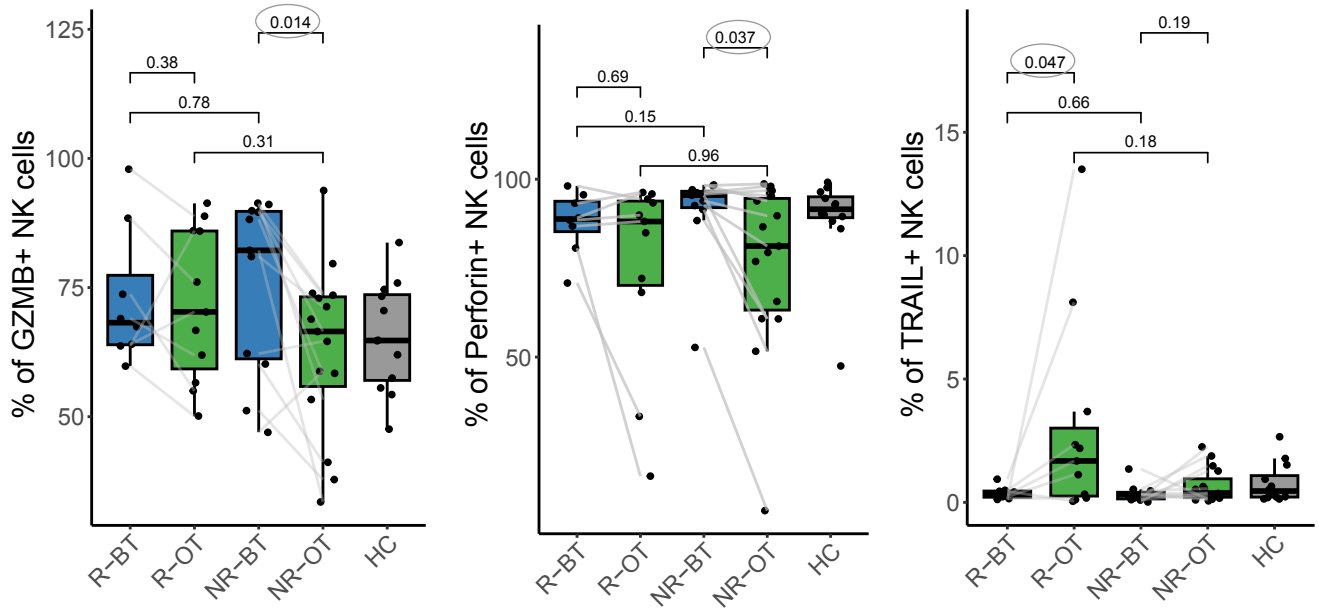 % of GZMB+ NK cells
125
100
75
50
0.014
0.38
0.78
0.31
R−BT
R−OT
NR−BT
NR−OT
HC
% of Perforin+ NK cells
100
50
0.037
0.69
0.15
0.96
R−BT
R−OT
NR−BT
NR−OT
HC
% of TRAIL+ NK cells
15
10
5
0
0.19
0.047
0.66
0.18
R−BT
R−OT
NR−BT
NR−OT
HC